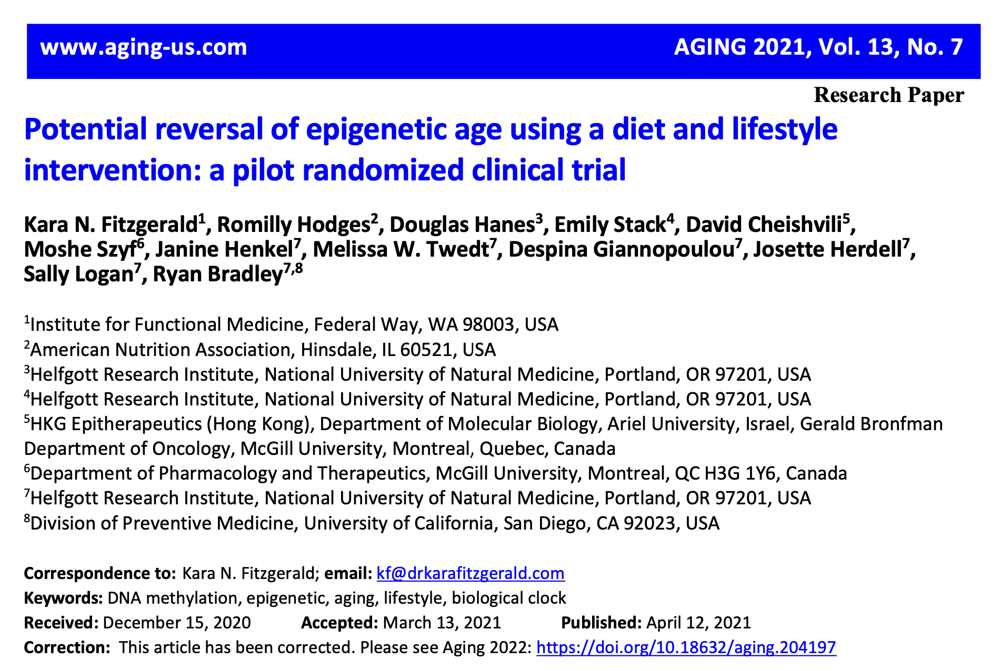 www.aging-us.com AGING 2021, Vol. 13, No. 7
Research Paper
Potential reversal of epigenetic age using a diet and lifestyle
intervention: a pilot randomized clinical trial
Kara N. Fitzgerald1, Romilly Hodges2, Douglas Hanes3, Emily Stack4, David Cheishvili5,
Moshe Szyf6, Janine Henkel7, Melissa W. Twedt7, Despina Giannopoulou7, Josette Herdell7,
Sally Logan7, Ryan Bradley7,8
1Institute for Functional Medicine, Federal Way, WA 98003, USA
2American Nutrition Association, Hinsdale, IL 60521, USA
3Helfgott Research Institute, National University of Natural Medicine, Portland, OR 97201, USA
4Helfgott Research Institute, National University of Natural Medicine, Portland, OR 97201, USA
5HKG Epitherapeutics (Hong Kong), Department of Molecular Biology, Ariel University, Israel, Gerald Bronfman
Department of Oncology, McGill University, Montreal, Quebec, Canada
6Department of Pharmacology and Therapeutics, McGill University, Montreal, QC H3G 1Y6, Canada
7Helfgott Research Institute, National University of Natural Medicine, Portland, OR 97201, USA
8Division of Preventive Medicine, University of California, San Diego, CA 92023, USA
Correspondence to: Kara N. Fitzgerald; email: kf@drkarafitzgerald.com
Keywords: DNA methylation, epigenetic, aging, lifestyle, biological clock
Received: December 15, 2020 Accepted: March 13, 2021 Published: April 12, 2021
Correction: This article has been corrected. Please see Aging 2022: https://doi.org/10.18632/aging.204197